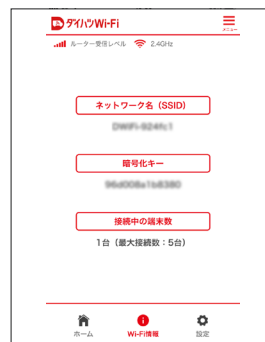 ダイハツWi-Fi
メニュー
ルーター受信レベル 2.4GHz
ネットワーク名（SSID）
暗号化キー
接続中の端末数
1台（最大接続数：5台）
ホーム Wi-Fi情報 設定